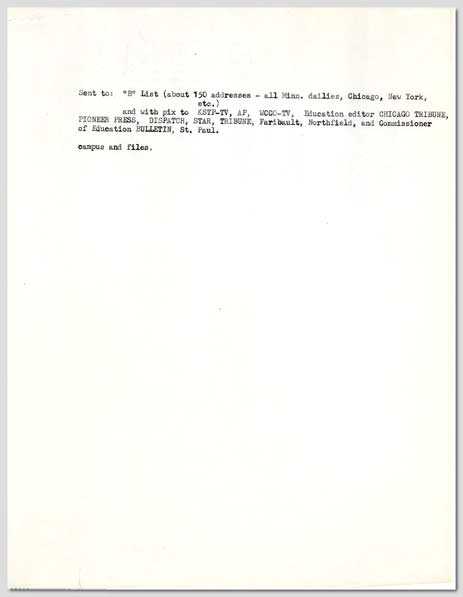 Sent to: "B" List (about 150 addresses - all Minn. dailies, Chicago, New York,
etc.)
and with pix to KSTP-TV, AP, WCCO-TV, Education editor CHICAGO TRIBUNE,
PIONEER PRESS, DISPATCH, STAR, TRIBUNE, Faribault, Northfield, and Commissioner
of Education BULLETIN, St. Paul.
campus and files.